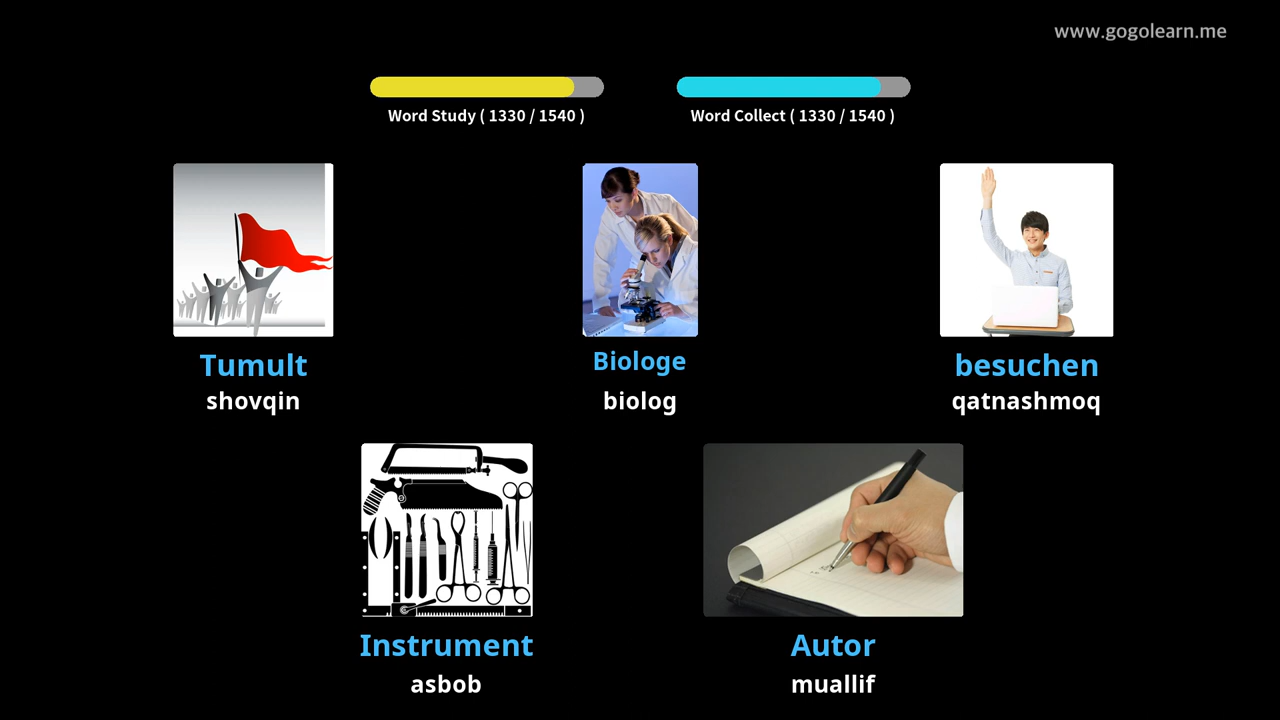 www.gogolearn.me
Word Study ( 1330 / 1540 )
Word Collect ( 1330 / 1540 )
Tumult
shovqin
Biologe
biolog
besuchen
qatnashmoq
Instrument
asbob
Autor
muallif